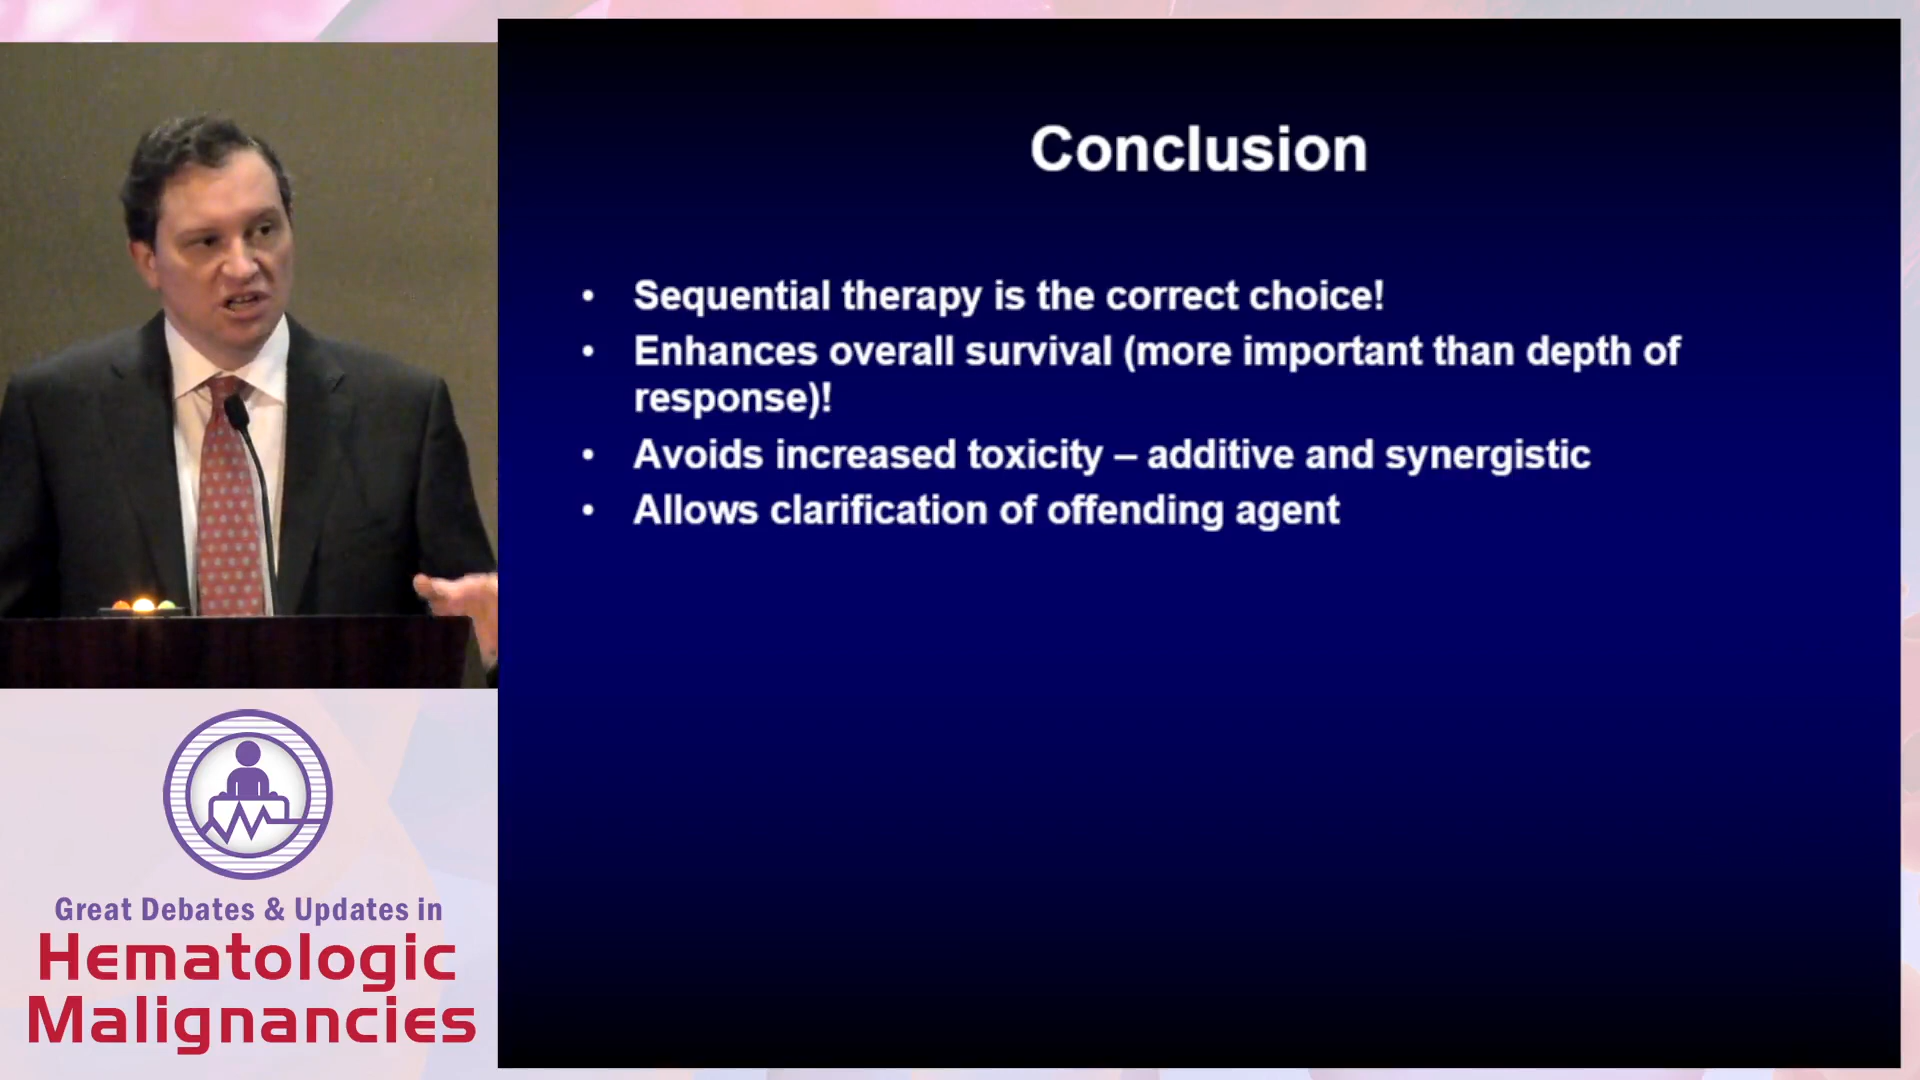 Conclusion
• Sequential therapy is the correct choice!
• Enhances overall survival (more important than depth of
response)!
• Avoids increased toxicity – additive and synergistic
• Allows clarification of offending agent
Great Debates & Updates in
Hematologic
Malignancies